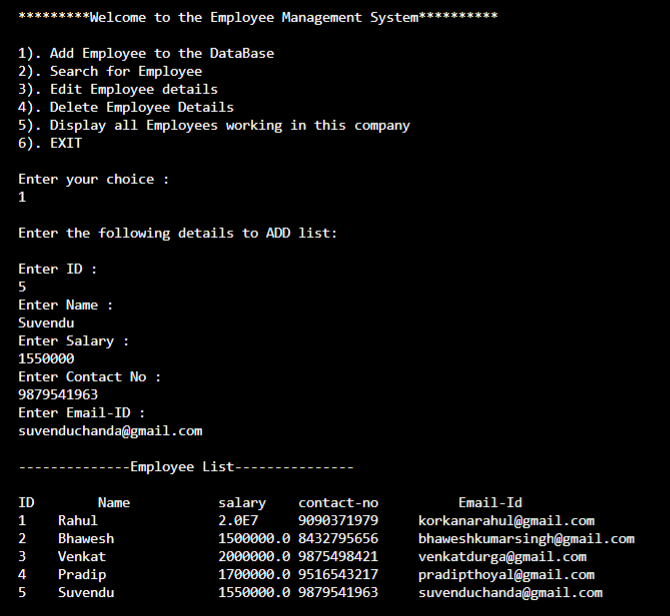 *********Welcome to the Employee Management System**********
1). Add Employee to the DataBase
2). Search for Employee
3). Edit Employee details
4). Delete Employee Details
5). Display all Employees working in this company
6). EXIT
Enter your choice :
1
Enter the following details to ADD list:
Enter ID :
5
Enter Name :
Suvendu
Enter Salary :
1550000
Enter Contact No :
9879541963
Enter Email-ID :
suvenduchanda@gmail.com
--------------Employee List---------------
ID Name salary contact-no Email-Id
1 Rahul 2.0E7 9090371979 korkanarahul@gmail.com
2 Bhawesh 1500000.0 8432795656 bhaweshkumarsingh@gmail.com
3 Venkat 2000000.0 9875498421 venkatdurga@gmail.com
4 Pradip 1700000.0 9516543217 pradipthoyal@gmail.com
5 Suvendu 1550000.0 9879541963 suvenduchanda@gmail.com